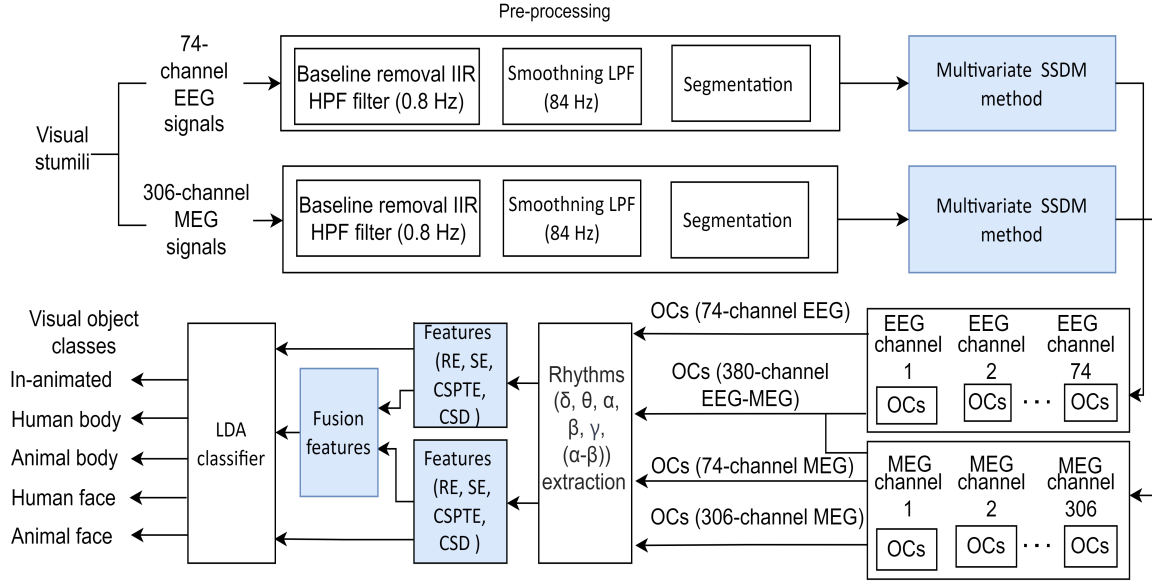 Pre-processing
74-
channel
EEG
signals
Baseline removal IIR
HPF filter (0.8 Hz)
Smoothning LPF
(84 Hz)
Segmentation
Multivariate SSDM
method
Visual
stumili
306-channel
MEG
signals
Baseline removal IIR
HPF filter (0.8 Hz)
Smoothning LPF
(84 Hz)
Segmentation
Multivariate SSDM
method
Visual object
classes
In-animated
Human body
Animal body
Human face
Animal face
LDA
classifier
Fusion
features
Features
(RE, SE,
CSPTE,
CSD )
Features
(RE, SE,
CSPTE,
CSD )
Rhythms
(δ, θ, α,
β, γ,
(α-β))
extraction
OCs (74-channel EEG)
OCs (380-channel
EEG-MEG)
OCs (74-channel MEG)
OCs (306-channel MEG)
EEG
channel
1
OCs
EEG
channel
2
OCs
...
EEG
channel
74
OCs
MEG
channel
1
OCs
MEG
channel
2
OCs
...
MEG
channel
306
OCs